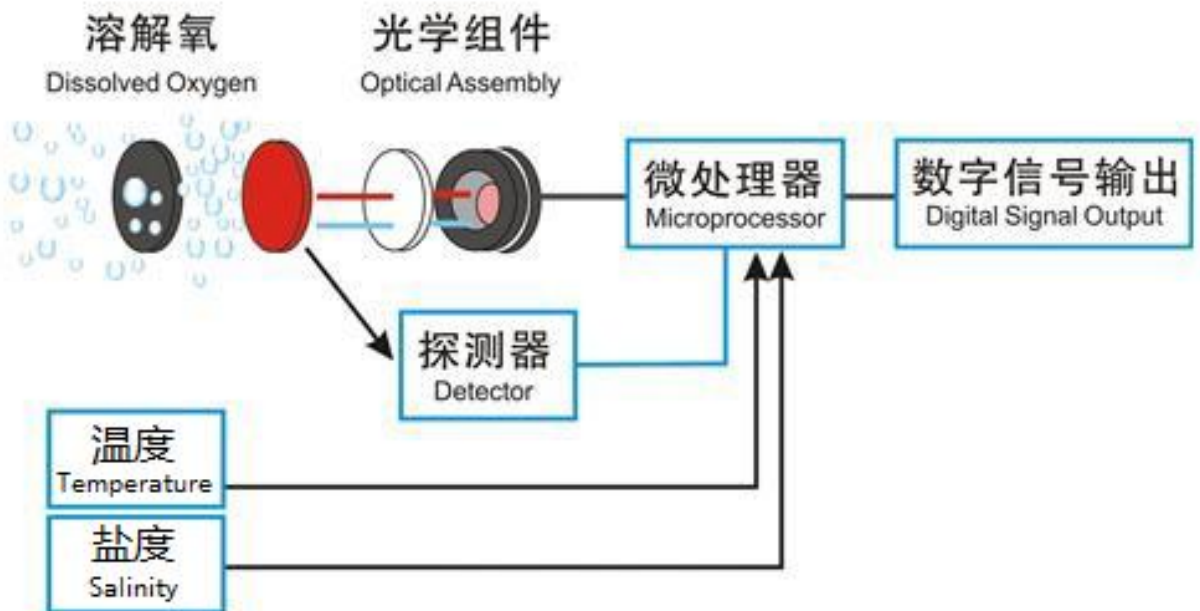 溶解氧
Dissolved Oxygen
光学组件
Optical Assembly
微处理器
Microprocessor
数字信号输出
Digital Signal Output
探测器
Detector
温度
Temperature
盐度
Salinity